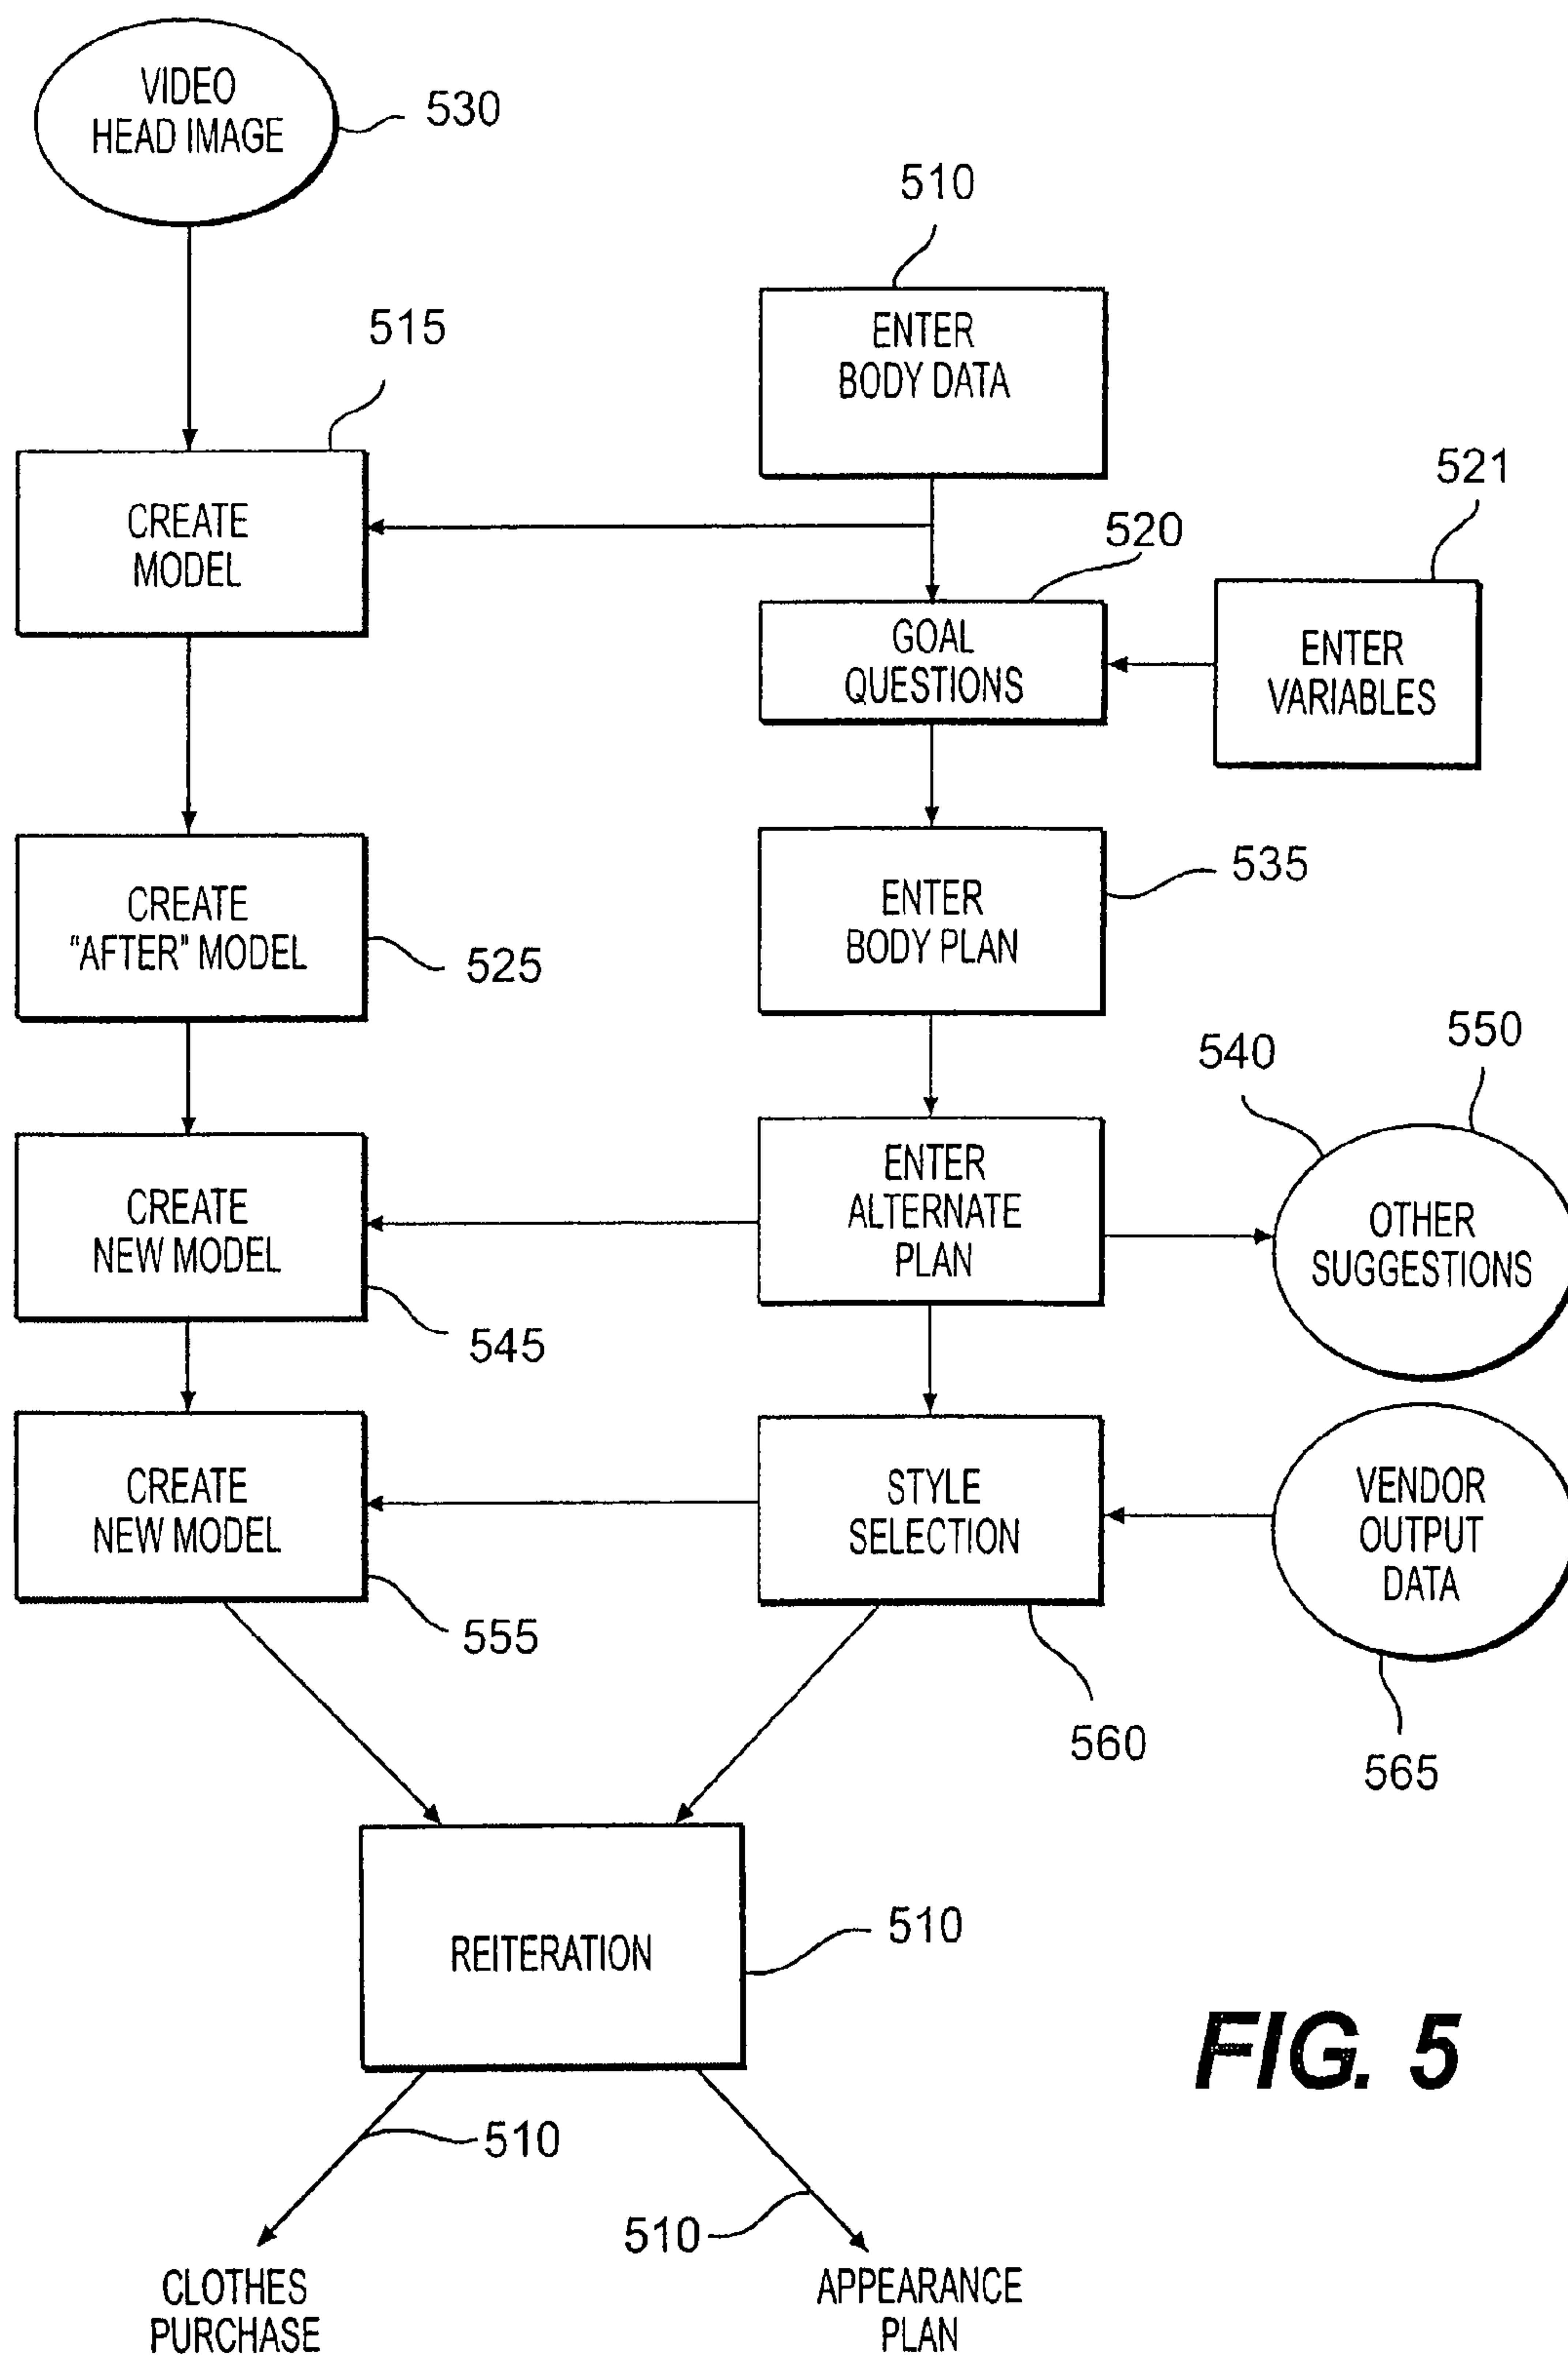 VIDEO
HEAD IMAGE
530
510
ENTER
BODY DATA
515
CREATE
MODEL
521
520
GOAL
QUESTIONS
ENTER
VARIABLES
CREATE
"AFTER" MODEL
525
ENTER
BODY PLAN
535
540
550
CREATE
NEW MODEL
545
ENTER
ALTERNATE
PLAN
OTHER
SUGGESTIONS
CREATE
NEW MODEL
555
STYLE
SELECTION
560
VENDOR
OUTPUT
DATA
565
REITERATION
510
FIG. 5
510
510
CLOTHES
PURCHASE
APPEARANCE
PLAN